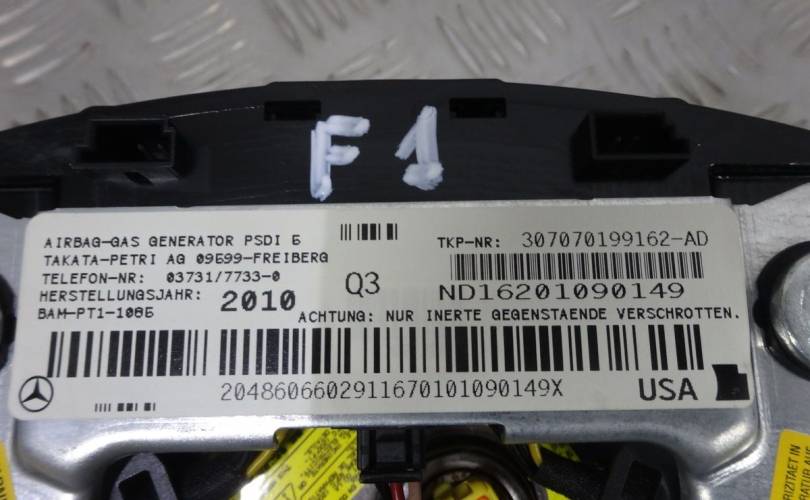 F 1
AIRBAG-GAS GENERATOR PSDI 5
TAKATA-PETRI AG 09599-FREIBERG
TELEFON-NR: 03731/7733-0
HERSTELLUNGSJAHR: 2010
BAM-PT1-1085
Q3
TKP-NR: 307070199162-AD
ND16201090149
ACHTUNG: NUR INERTE GEGENSTAENDE VERSCHROTTEN.
2048606602911670101090149X
USA